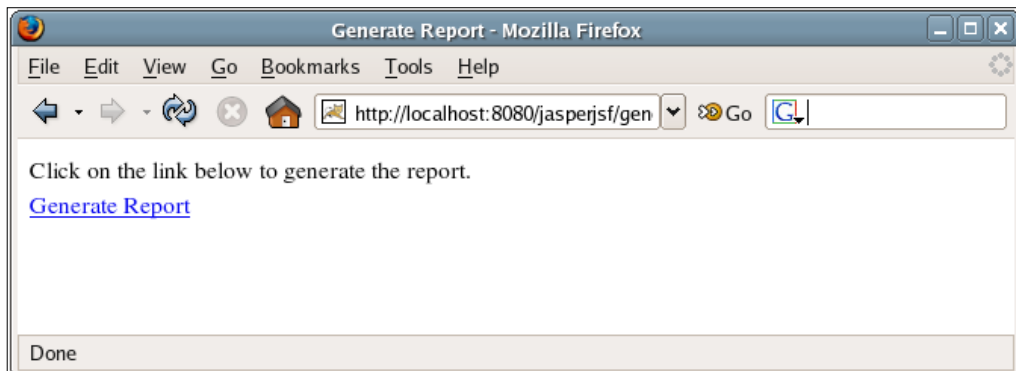 Generate Report - Mozilla Firefox
File Edit View Go Bookmarks Tools Help
http://localhost:8080/jasperjsf/gen Go G
Click on the link below to generate the report.
Generate Report
Done